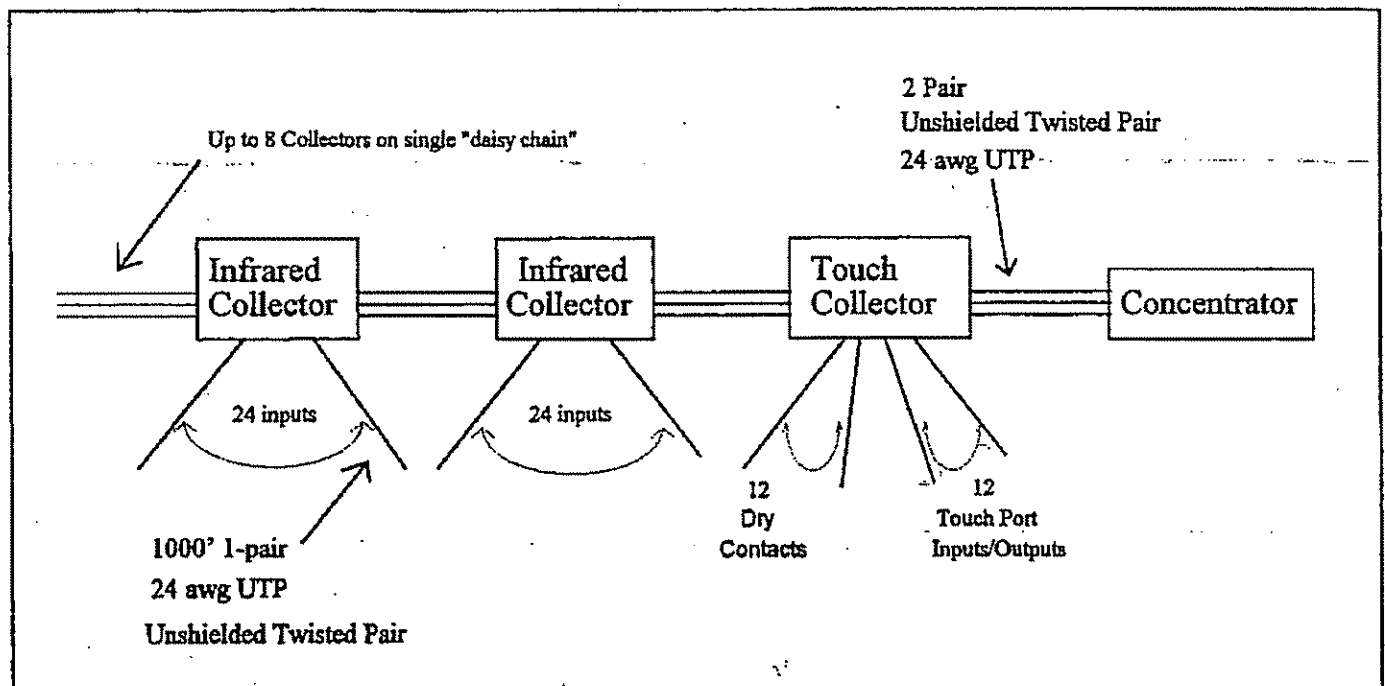 2 Pair
Unshielded Twisted Pair
24 awg UTP
Up to 8 Collectors on single "daisy chain"
Infrared
Collector
Infrared
Collector
Touch
Collector
Concentrator
24 inputs
24 inputs
12
Dry
Contacts
12
Touch Port
Inputs/Outputs
1000' 1-pair
24 awg UTP
Unshielded Twisted Pair